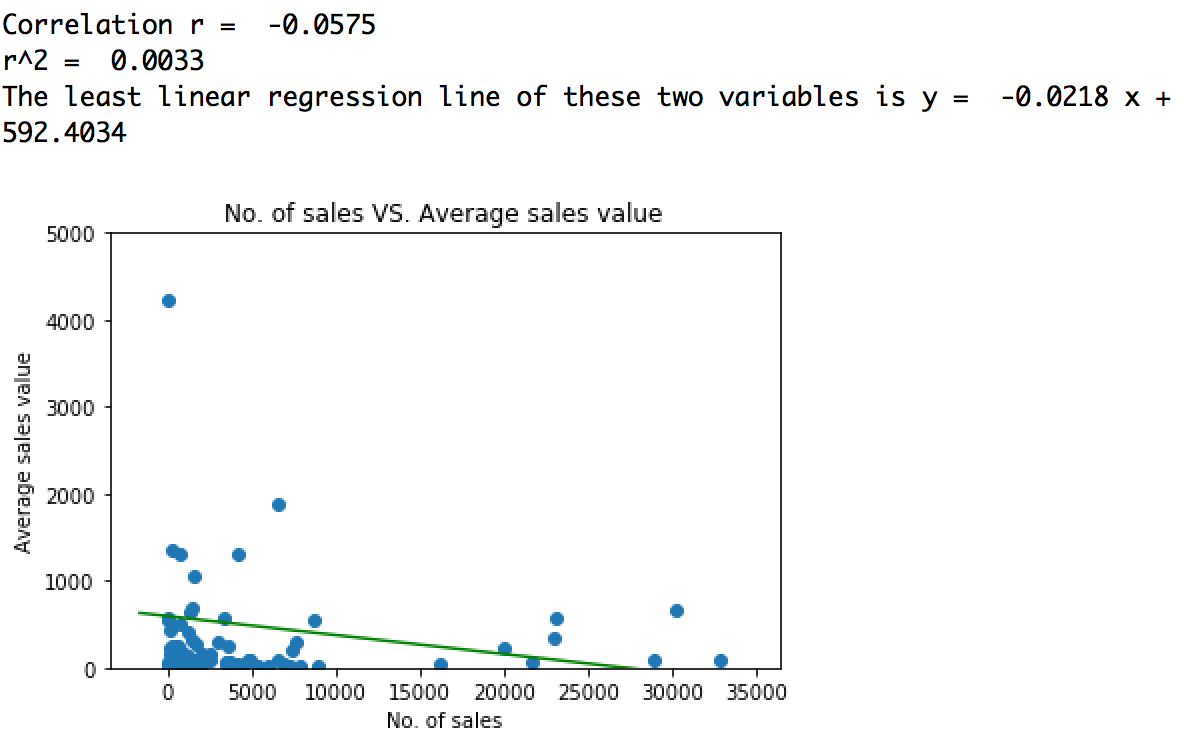 Correlation r =  -0.0575
r^2 =  0.0033
The least linear regression line of these two variables is y =  -0.0218 x +
592.4034
No. of sales VS. Average sales value
5000
4000
3000
2000
1000
0
Average sales value
0 5000 10000 15000 20000 25000 30000 35000
No. of sales